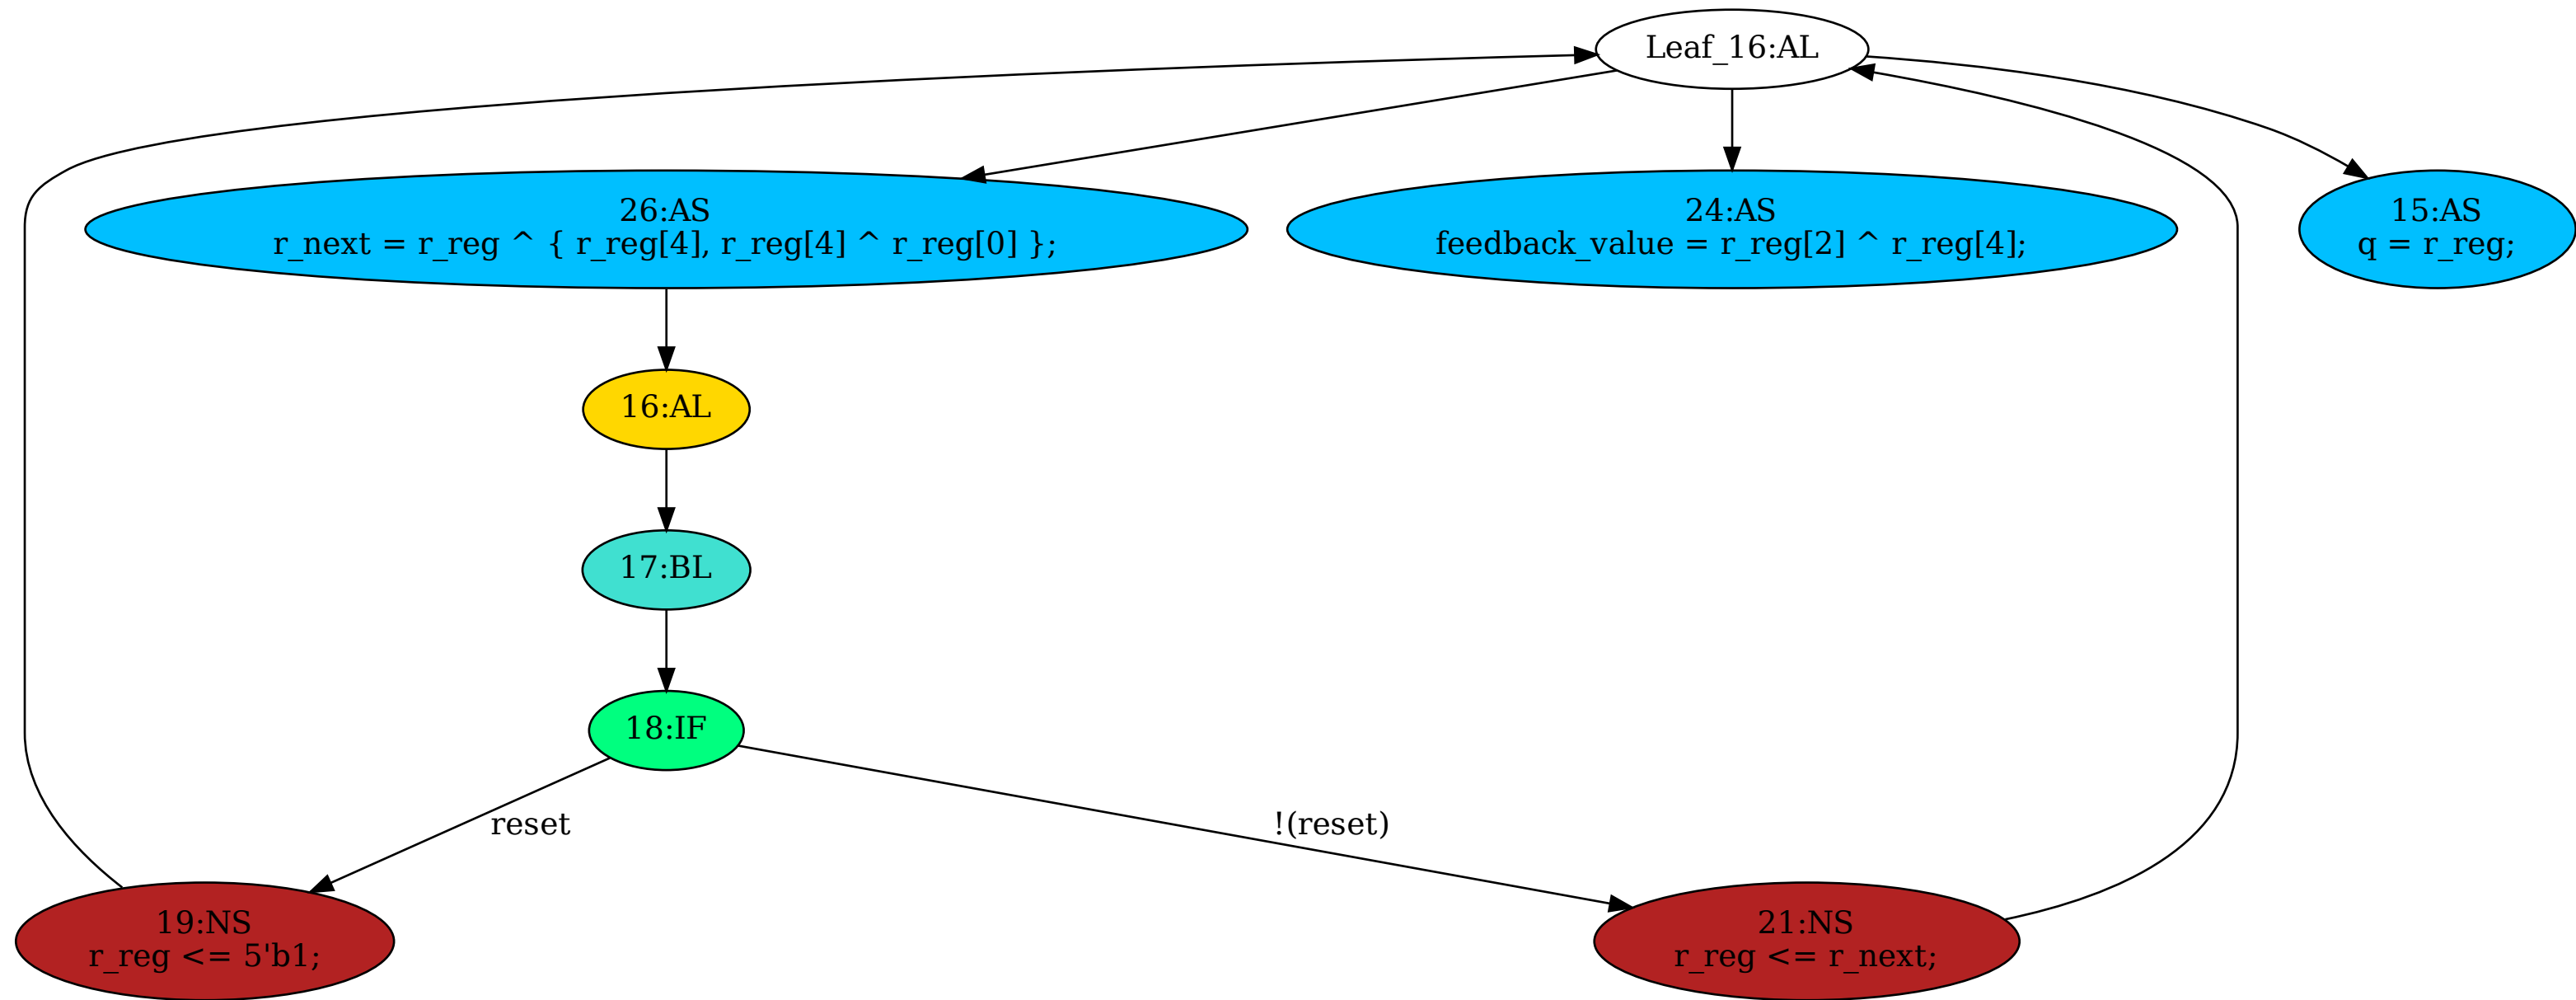 Leaf_16:AL
26:AS
r_next = r_reg ^ { r_reg[4], r_reg[4] ^ r_reg[0] };
24:AS
feedback_value = r_reg[2] ^ r_reg[4];
15:AS
q = r_reg;
16:AL
17:BL
18:IF
reset
!(reset)
19:NS
r_reg <= 5'b1;
21:NS
r_reg <= r_next;